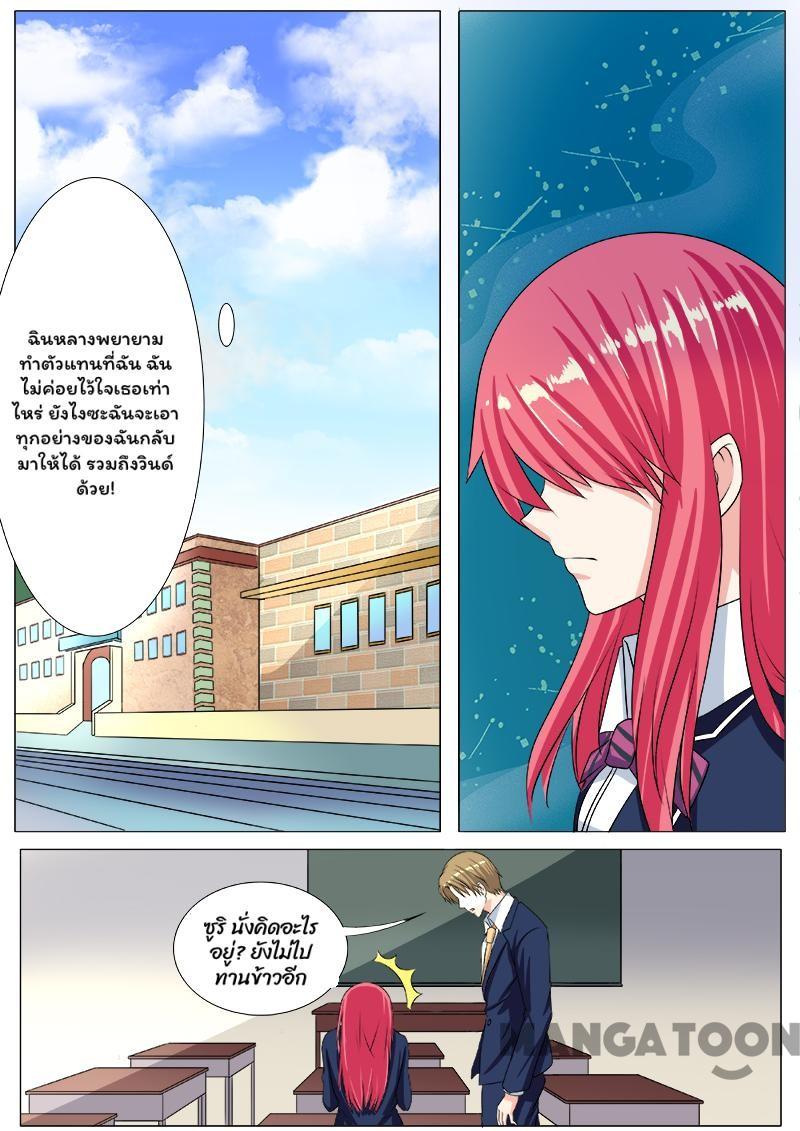 ฉินหลางพยายาม
ทำตัวแทนที่ฉัน ฉัน
ไม่ค่อยไว้ใจเธอเท่า
ไหร่ ยังไงซะฉันจะเอา
ทุกอย่างของฉันกลับ
มาให้ได้ รวมถึงวินด์
ด้วย!
ซูริ นั่งคิดอะไร
อยู่? ยังไม่ไป
ทานข้าวอีก
MANGATOON